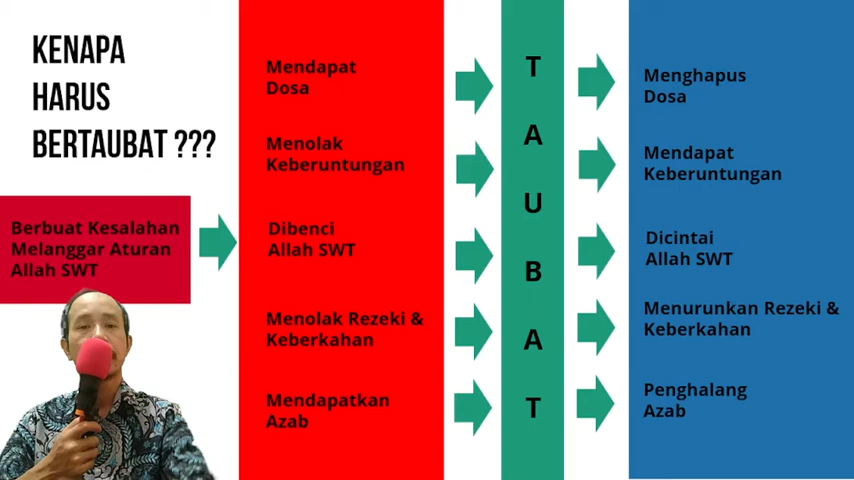 KENAPA
HARUS
BERTAUBAT ???
Berbuat Kesalahan
Melanggar Aturan
Allah SWT
Mendapat
Dosa
Menolak
Keberuntungan
Dibenci
Allah SWT
Menolak Rezeki &
Keberkahan
Mendapatkan
Azab
T
A
U
B
A
T
Menghapus
Dosa
Mendapat
Keberuntungan
Dicintai
Allah SWT
Menurunkan Rezeki &
Keberkahan
Penghalang
Azab